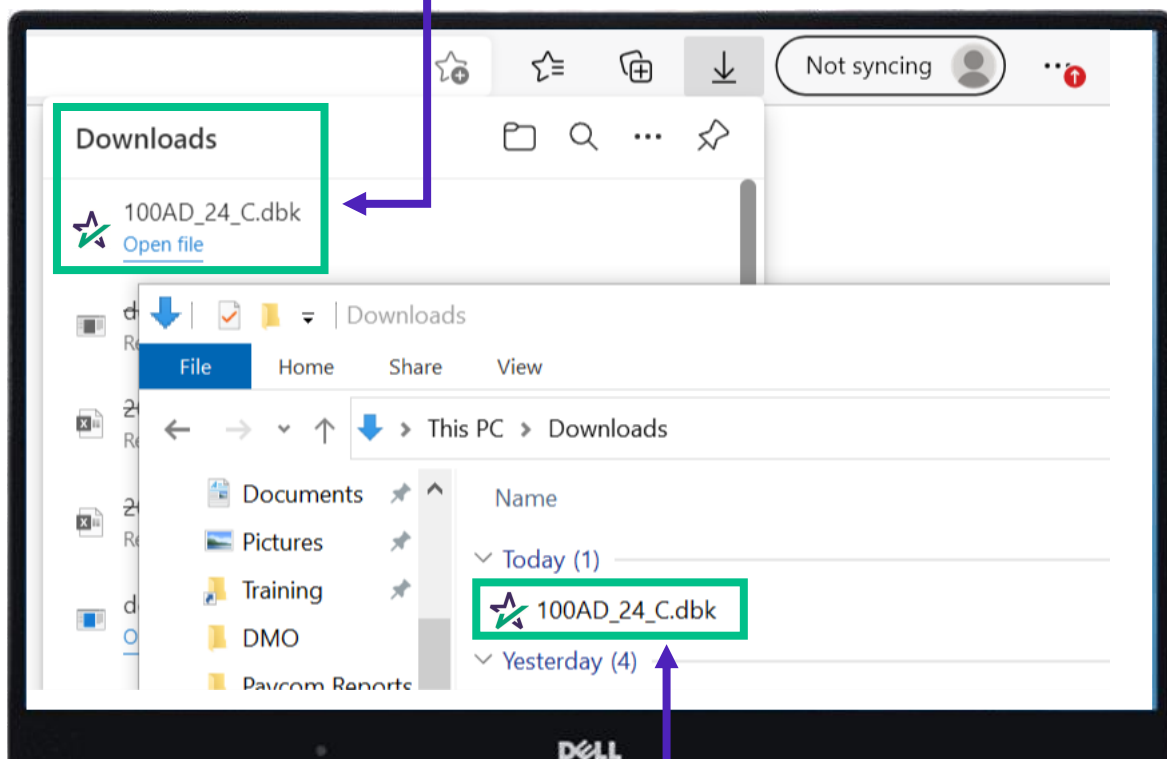 Not syncing
Downloads
100AD_24_C.dbk
Open file
Downloads
File Home Share View
This PC > Downloads
Documents
Name
Pictures
Today (1)
Training
100AD_24_C.dbk
DMO
Yesterday (4)
Paycom Reports
DELL